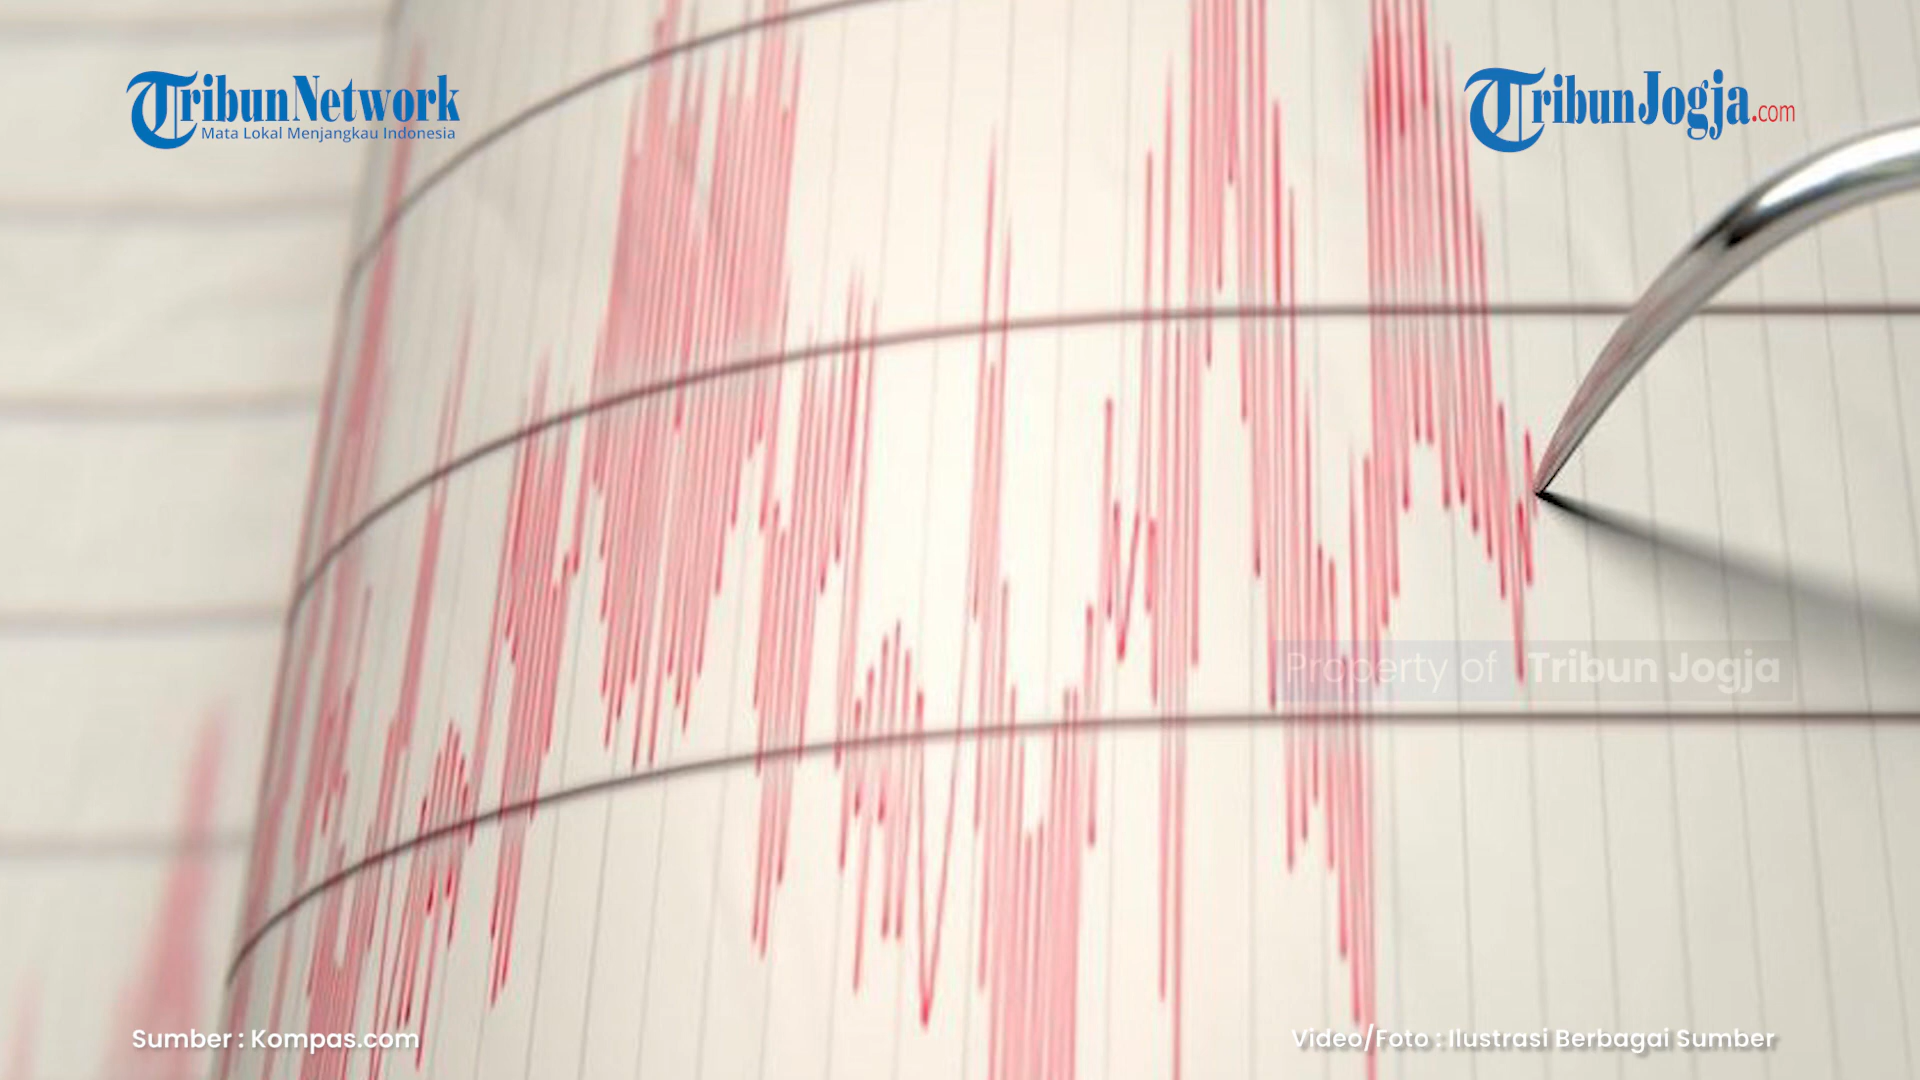 TribunNetwork
Mata Lokal Menjangkau Indonesia
TribunJogja.com
Property of Tribun Jogja
Sumber : Kompas.com
Video/Foto : Ilustrasi Berbagai Sumber